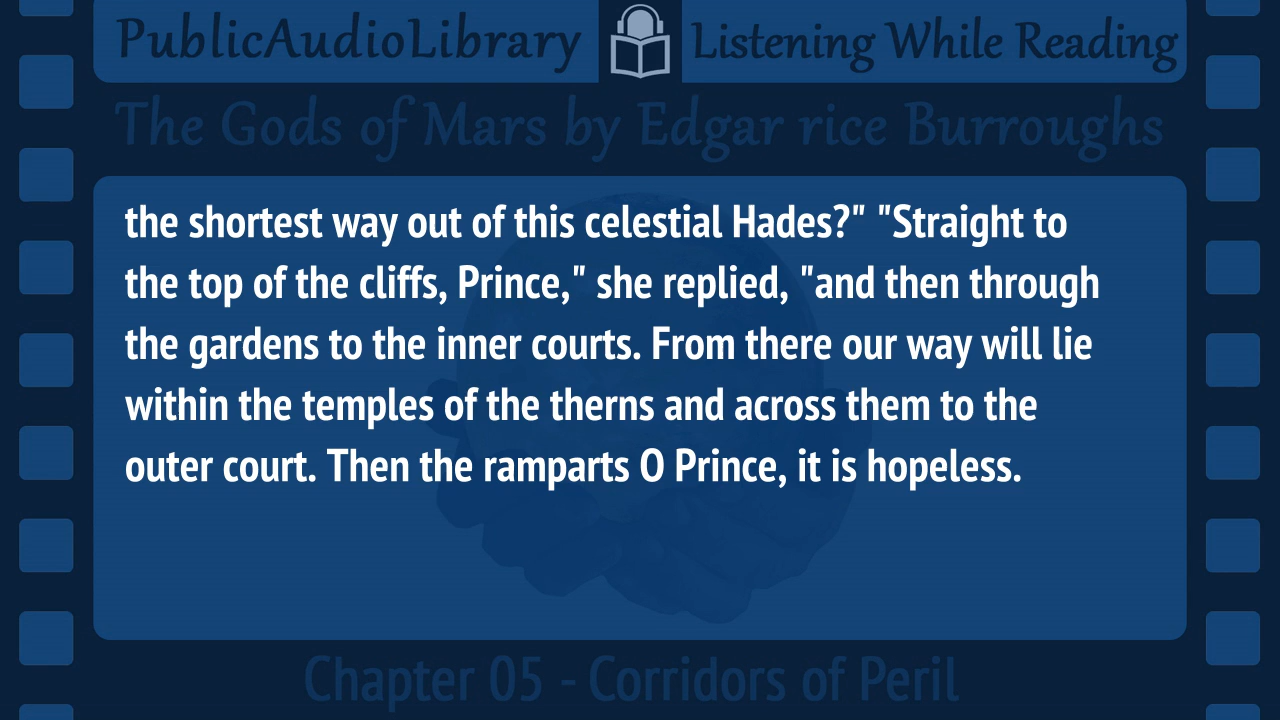 PublicAudioLibrary Listening While Reading
The Gods of Mars by Edgar rice Burroughs
the shortest way out of this celestial Hades?" "Straight to
the top of the cliffs, Prince," she replied, "and then through
the gardens to the inner courts. From there our way will lie
within the temples of the therns and across them to the
outer court. Then the ramparts O Prince, it is hopeless.
Chapter 05 - Corridors of Peril